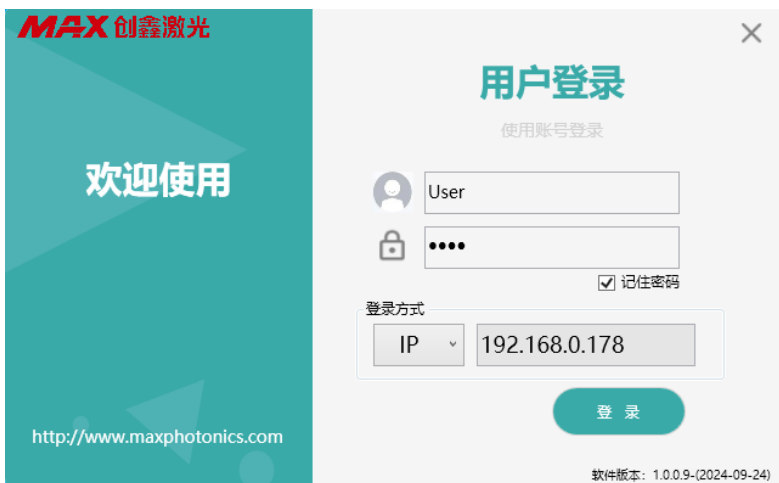 MAX 创鑫激光
欢迎使用
http://www.maxphotonics.com
用户登录
使用账号登录
User
••••
记住密码
登录方式
IP 192.168.0.178
登 录
软件版本：1.0.0.9-(2024-09-24)